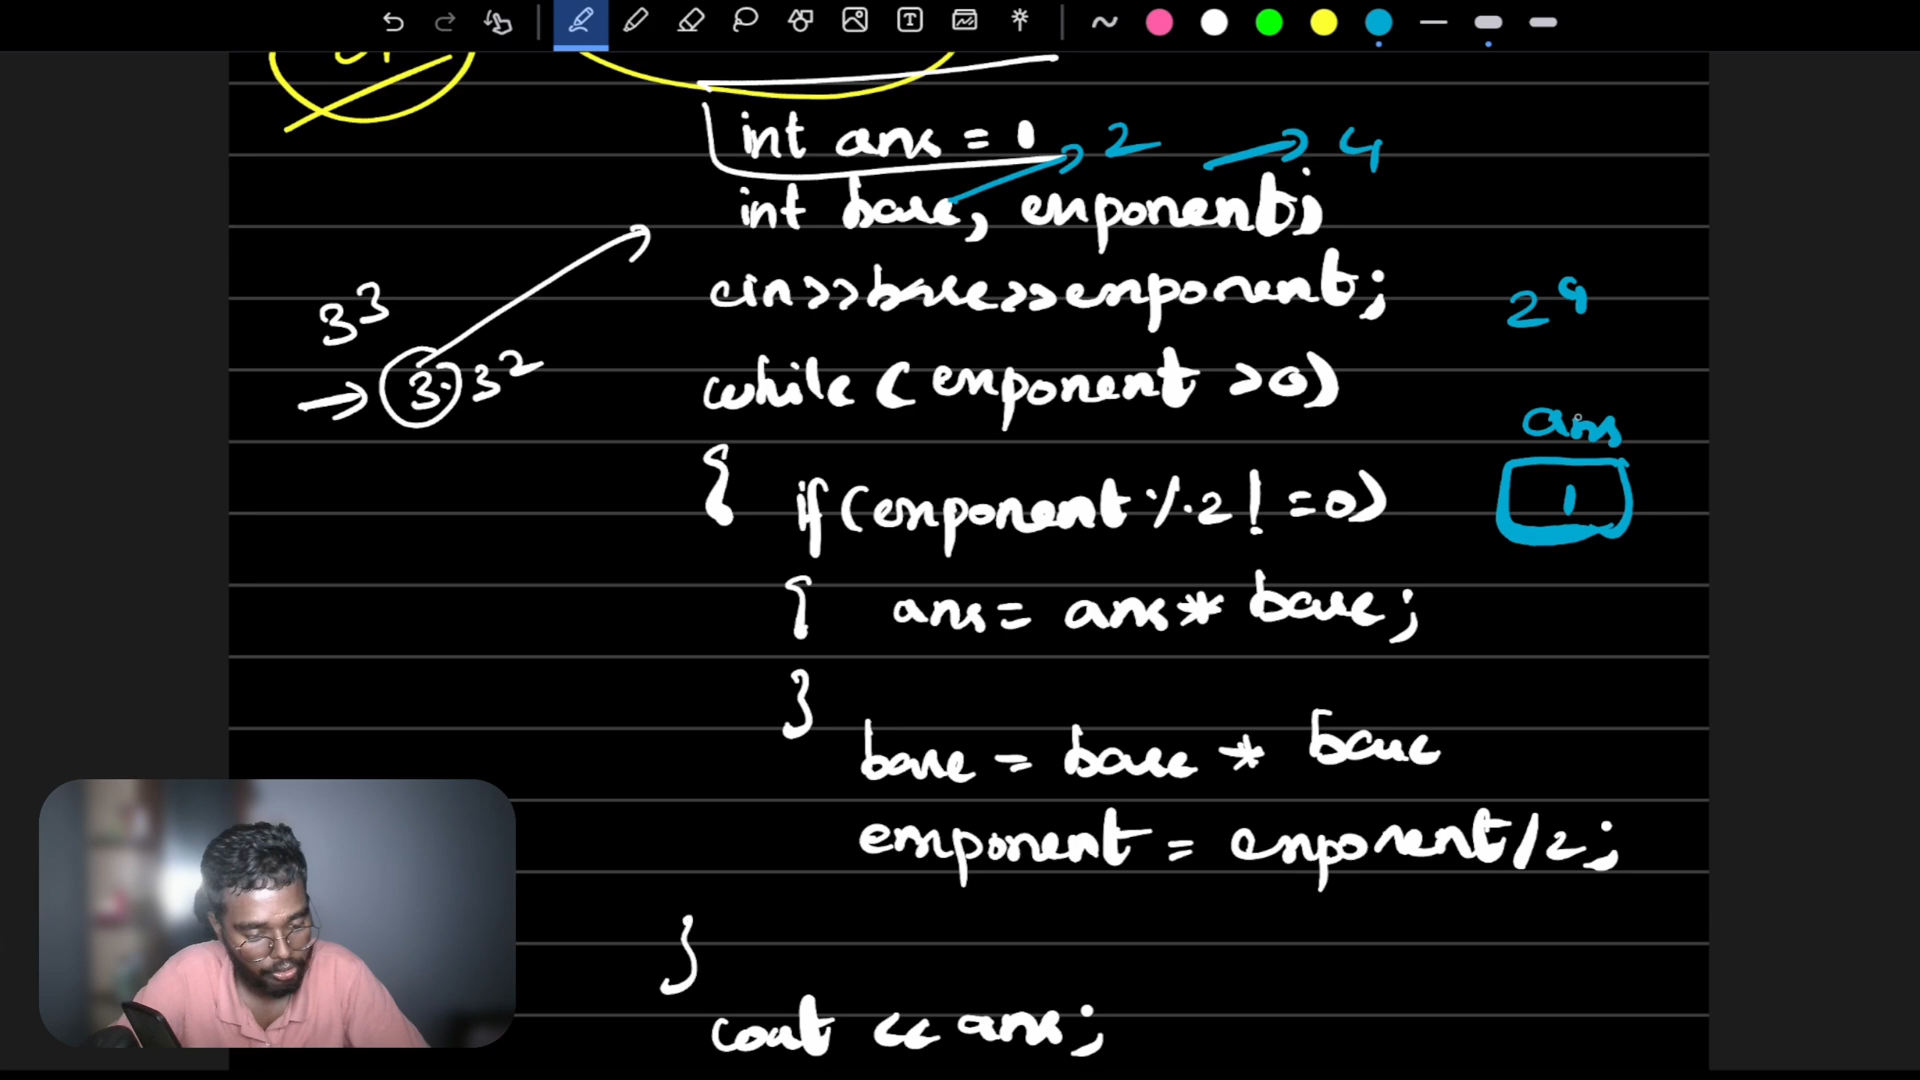 int ans = 1
2
4
int base, exponent;
3³
cin>>base>>exponent;
2⁴
3·3²
while (exponent >0)
ans
1
{ if (exponent %2 ! =0)
{ ans= ans* base;
}
base = base * base
exponent = exponent/2;
}
cout << ans;